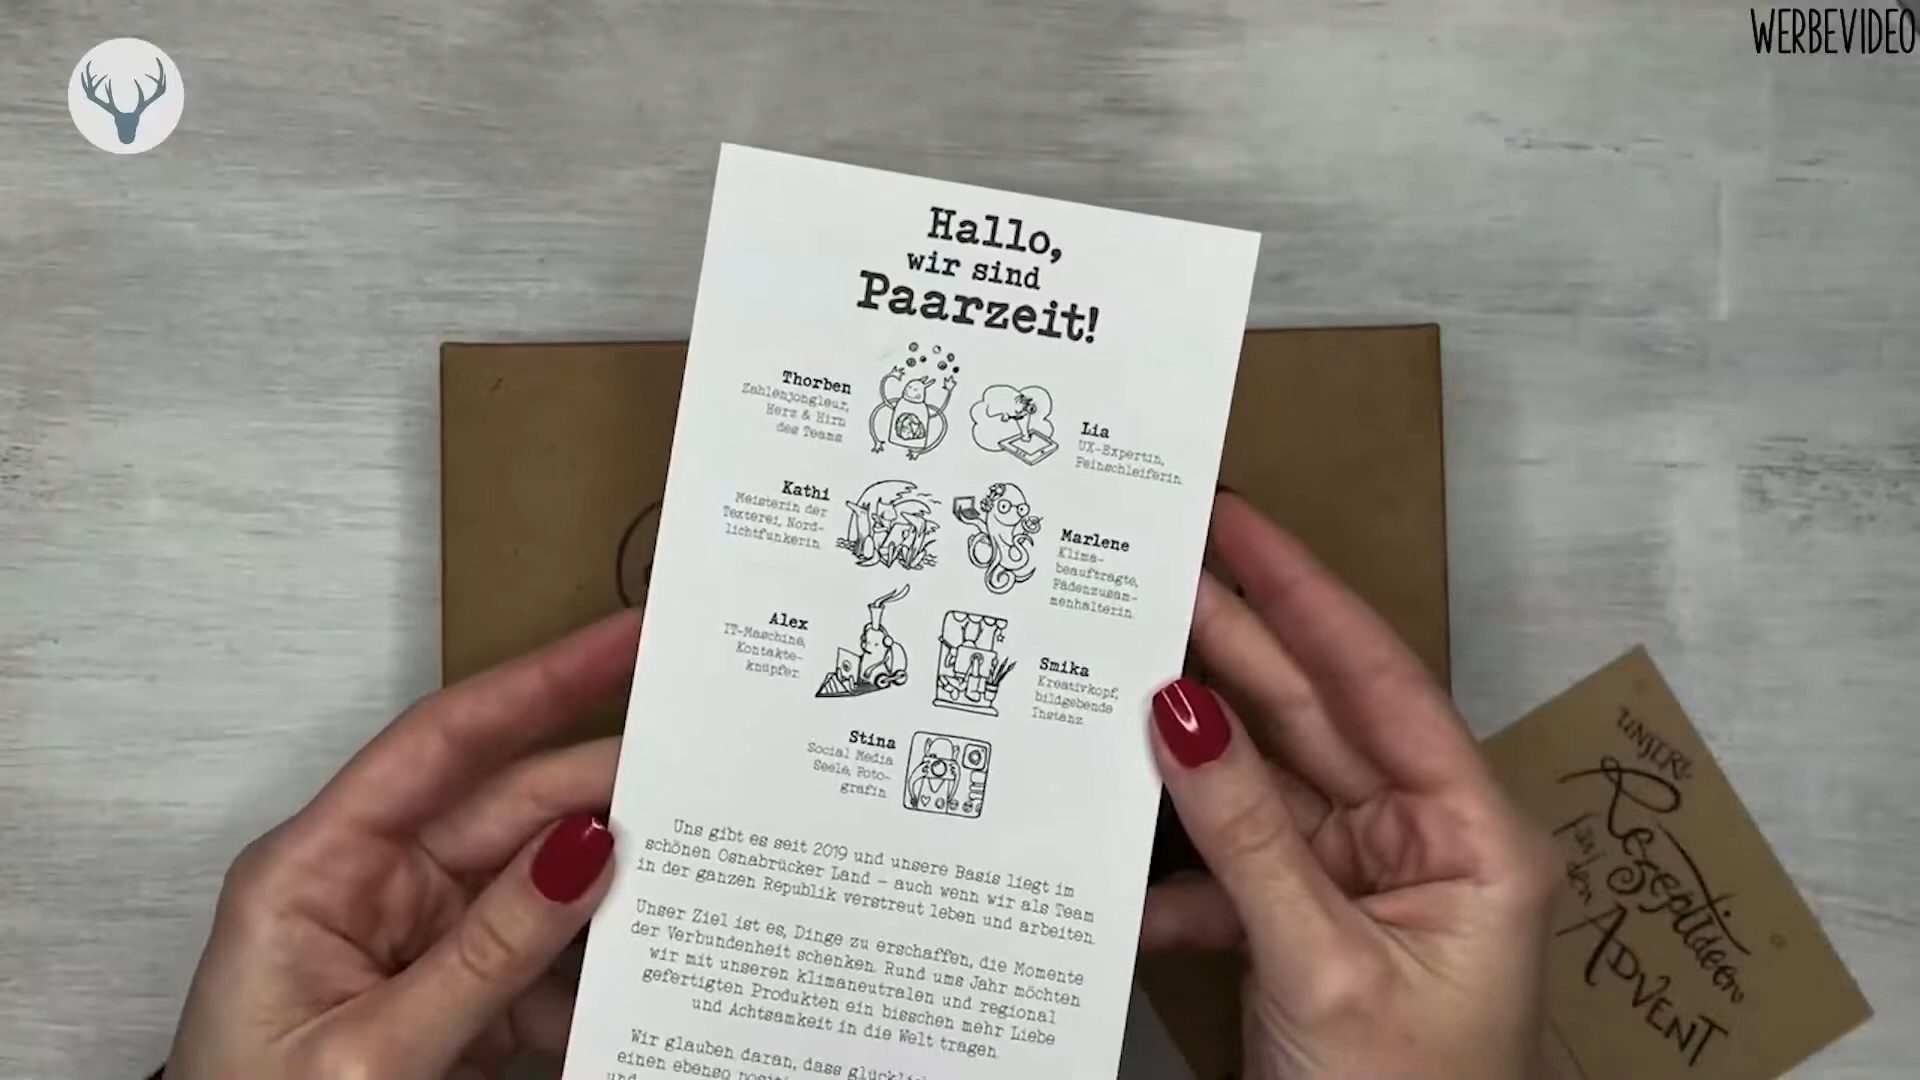 WERBEVIDEO
Hallo,
wir sind
Paarzeit!
Thorben
Zahlenjongleur,
Herz & Hirn
des Teams
Lia
UX-Expertin,
Feinschleiferin
Kathi
Meisterin der
Texterei, Nord-
lichtfunkerin
Marlene
Klima-
beauftragte,
Fädenzusam-
menhalterin
Alex
IT-Maschine,
Kontakte-
knüpfer
Smika
Kreativkopf,
bildgebende
Instanz
Stina
Social Media
Seele, Foto-
grafin
Uns gibt es seit 2019 und unsere Basis liegt im
schönen Osnabrücker Land – auch wenn wir als Team
in der ganzen Republik verstreut leben und arbeiten.
Unser Ziel ist es, Dinge zu erschaffen, die Momente
der Verbundenheit schenken. Rund ums Jahr möchten
wir mit unseren klimaneutralen und regional
gefertigten Produkten ein bisschen mehr Liebe
und Achtsamkeit in die Welt tragen.
Wir glauben daran, dass
einen ebenso
und
UNSERE
Rezeptideen
für
den
ADVENT